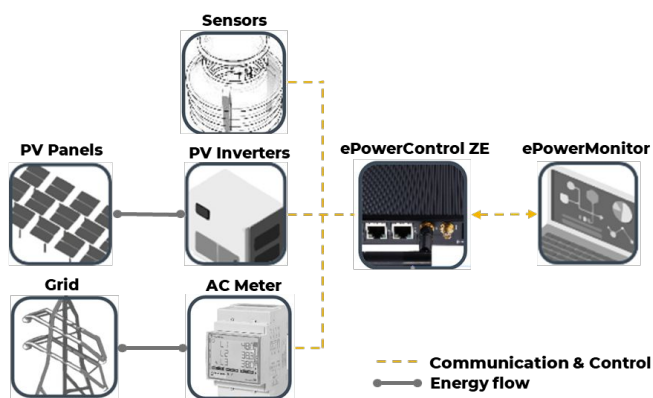 Sensors
PV Panels
PV Inverters
ePowerControl ZE
ePowerMonitor
Grid
AC Meter
Communication & Control
Energy flow